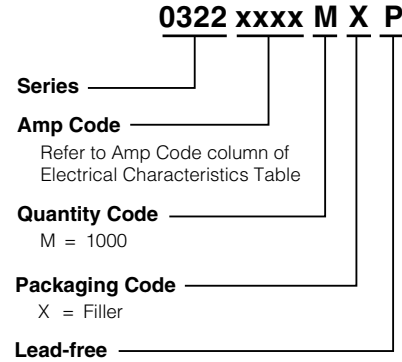 0322 xxxx M X P
Series
Amp Code
Refer to Amp Code column of
Electrical Characteristics Table
Quantity Code
M = 1000
Packaging Code
X = Filler
Lead-free